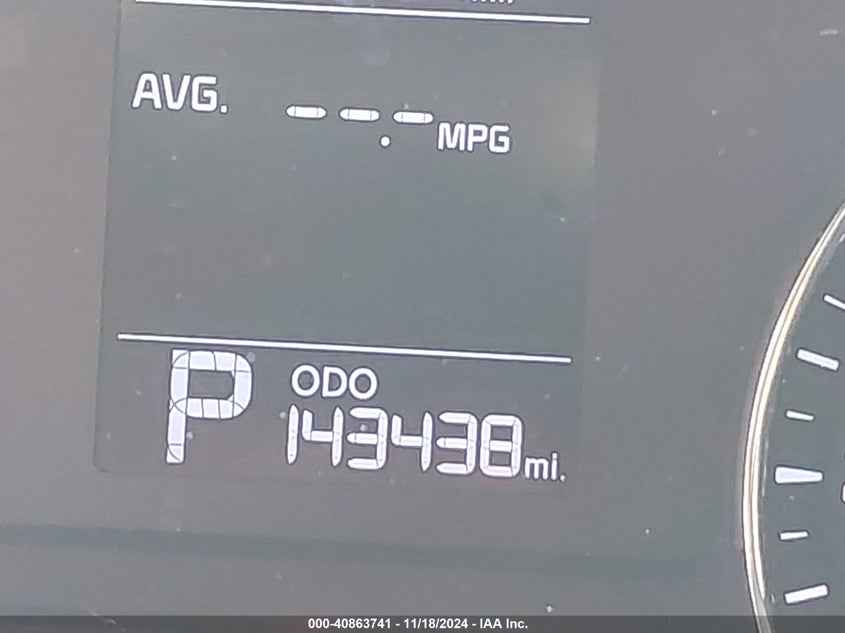 AVG. --.- MPG
P ODO
143438 mi.
000-40863741 - 11/18/2024 - IAA Inc.